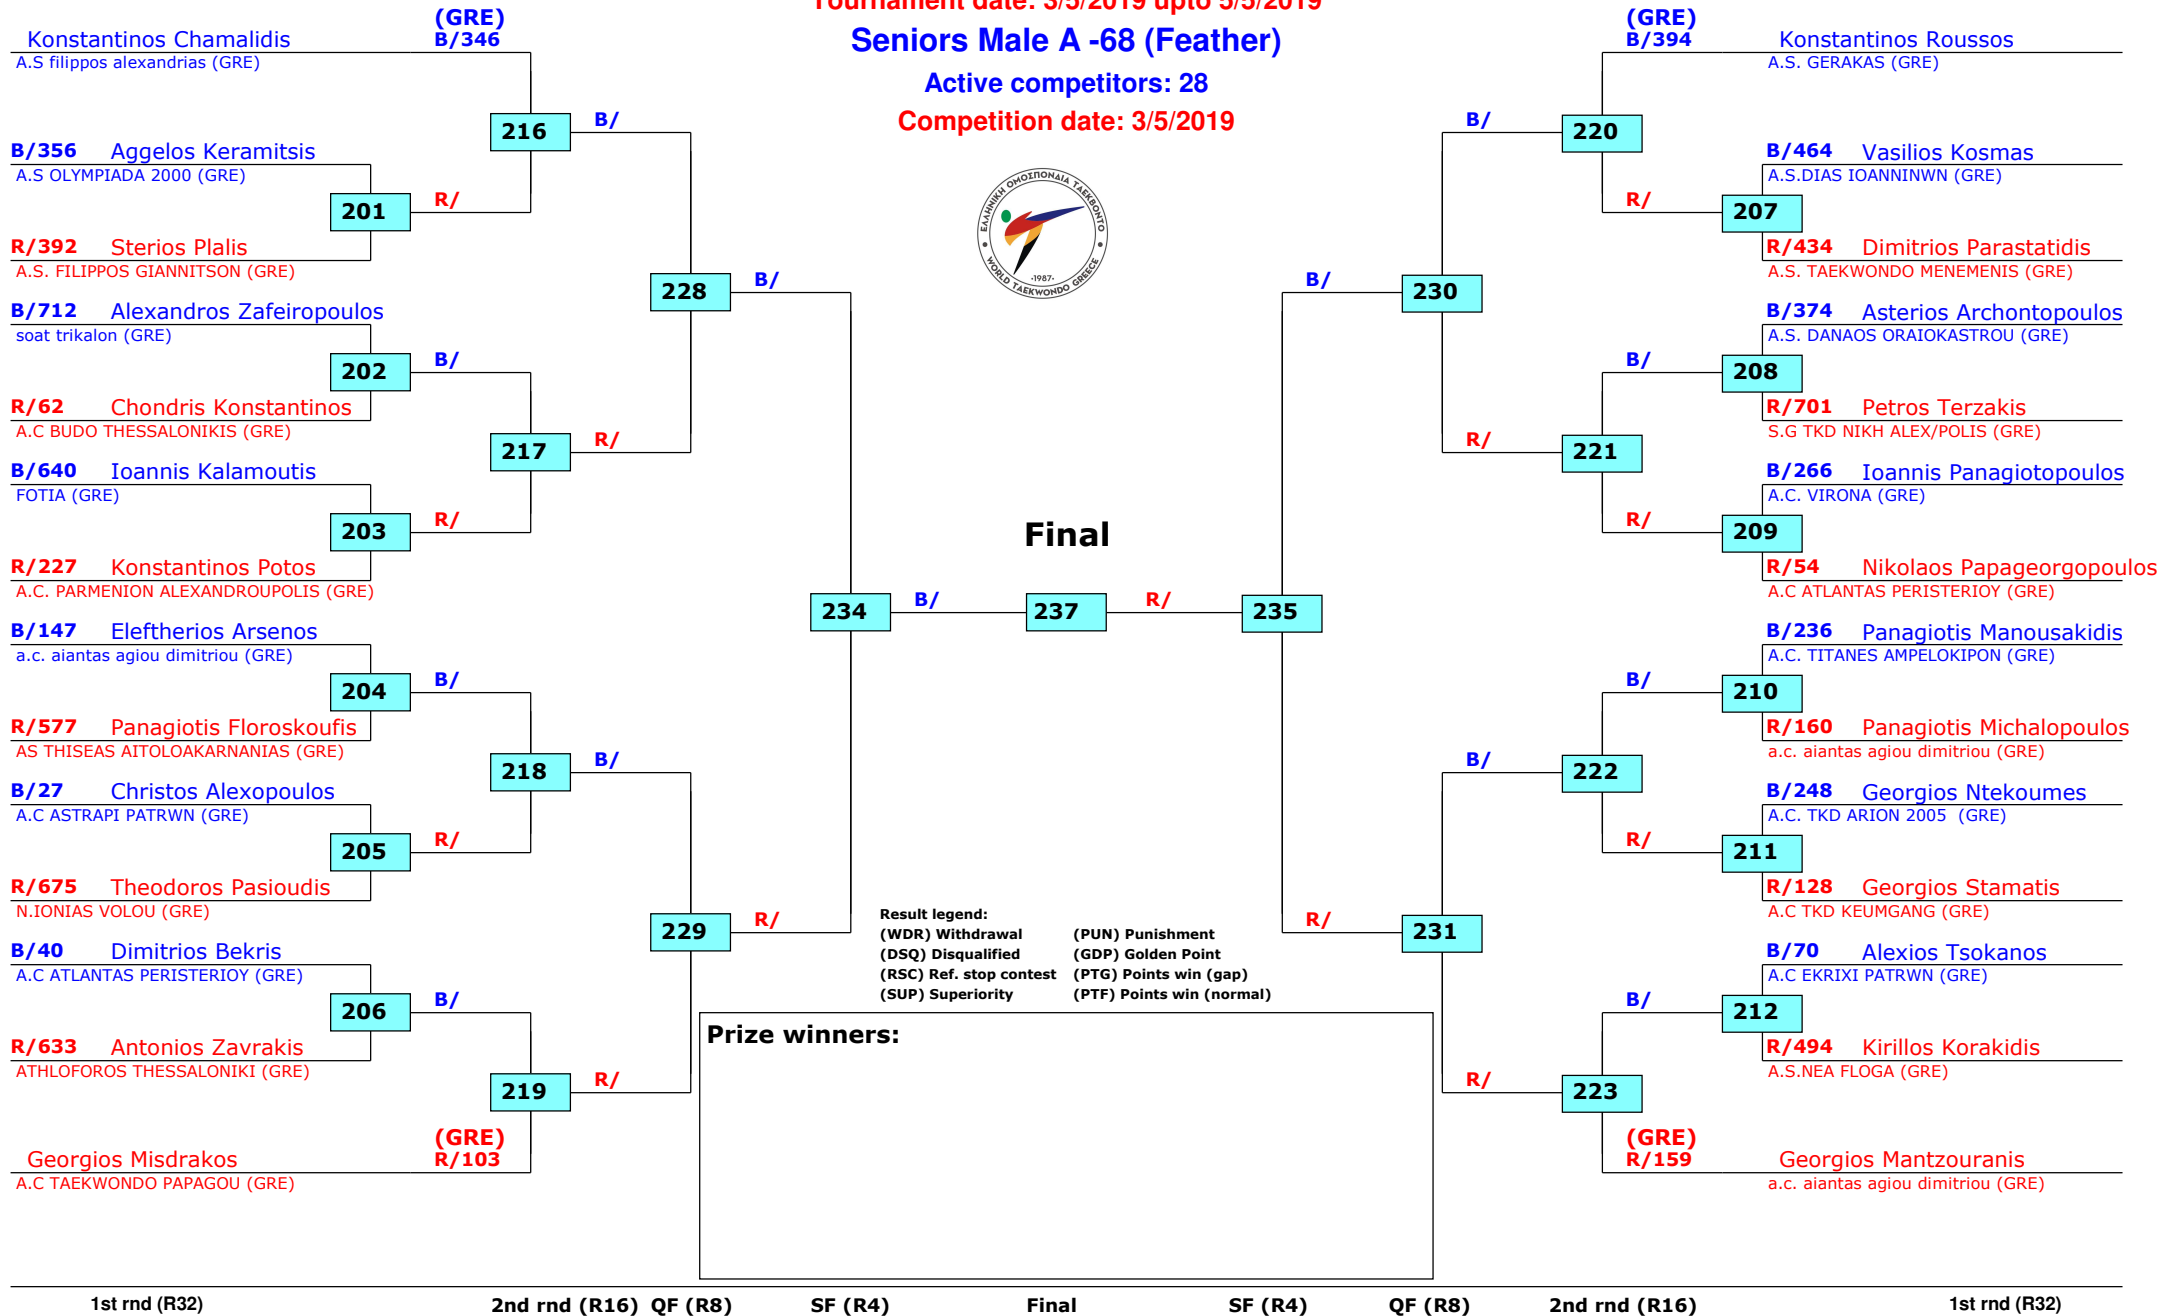 Tournament date: 3/5/2019 upto 5/5/2019
Seniors Male A -68 (Feather)
Active competitors: 28
Competition date: 3/5/2019
ΕΛΛΗΝΙΚΗ ΟΜΟΣΠΟΝΔΙΑ ΤΑΕΚΒΟΝΤΟ
·1987·
WORLD TAEKWONDO GREECE
(GRE)
Konstantinos Chamalidis B/346
A.S filippos alexandrias (GRE)
216 B/
B/356 Aggelos Keramitsis
A.S OLYMPIADA 2000 (GRE)
201 R/
R/392 Sterios Plalis
A.S. FILIPPOS GIANNITSON (GRE)
228 B/
B/712 Alexandros Zafeiropoulos
soat trikalon (GRE)
202 B/
R/62 Chondris Konstantinos
A.C BUDO THESSALONIKIS (GRE)
217 R/
B/640 Ioannis Kalamoutis
FOTIA (GRE)
203 R/
R/227 Konstantinos Potos
A.C. PARMENION ALEXANDROUPOLIS (GRE)
234 B/
B/147 Eleftherios Arsenos
a.c. aiantas agiou dimitriou (GRE)
204 B/
R/577 Panagiotis Floroskoufis
AS THISEAS AITOLOAKARNANIAS (GRE)
218 B/
B/27 Christos Alexopoulos
A.C ASTRAPI PATRWN (GRE)
205 R/
R/675 Theodoros Pasioudis
N.IONIAS VOLOU (GRE)
229 R/
B/40 Dimitrios Bekris
A.C ATLANTAS PERISTERIOY (GRE)
206 B/
R/633 Antonios Zavrakis
ATHLOFOROS THESSALONIKI (GRE)
219 R/
(GRE)
Georgios Misdrakos R/103
A.C TAEKWONDO PAPAGOU (GRE)
Final
237 R/
(GRE)
B/394 Konstantinos Roussos
A.S. GERAKAS (GRE)
B/ 220
B/464 Vasilios Kosmas
A.S.DIAS IOANNINWN (GRE)
R/ 207
R/434 Dimitrios Parastatidis
A.S. TAEKWONDO MENEMENIS (GRE)
B/ 230
B/374 Asterios Archontopoulos
A.S. DANAOS ORAIOKASTROU (GRE)
B/ 208
R/701 Petros Terzakis
S.G TKD NIKH ALEX/POLIS (GRE)
R/ 221
B/266 Ioannis Panagiotopoulos
A.C. VIRONA (GRE)
R/ 209
R/54 Nikolaos Papageorgopoulos
A.C ATLANTAS PERISTERIOY (GRE)
235
B/236 Panagiotis Manousakidis
A.C. TITANES AMPELOKIPON (GRE)
B/ 210
R/160 Panagiotis Michalopoulos
a.c. aiantas agiou dimitriou (GRE)
B/ 222
B/248 Georgios Ntekoumes
A.C. TKD ARION 2005 (GRE)
R/ 211
R/128 Georgios Stamatis
A.C TKD KEUMGANG (GRE)
R/ 231
B/70 Alexios Tsokanos
A.C EKRIXI PATRWN (GRE)
B/ 212
R/494 Kirillos Korakidis
A.S.NEA FLOGA (GRE)
R/ 223
(GRE)
R/159 Georgios Mantzouranis
a.c. aiantas agiou dimitriou (GRE)
Result legend:
(WDR) Withdrawal (PUN) Punishment
(DSQ) Disqualified (GDP) Golden Point
(RSC) Ref. stop contest (PTG) Points win (gap)
(SUP) Superiority (PTF) Points win (normal)
Prize winners:
1st rnd (R32) 2nd rnd (R16) QF (R8) SF (R4) Final SF (R4) QF (R8) 2nd rnd (R16) 1st rnd (R32)